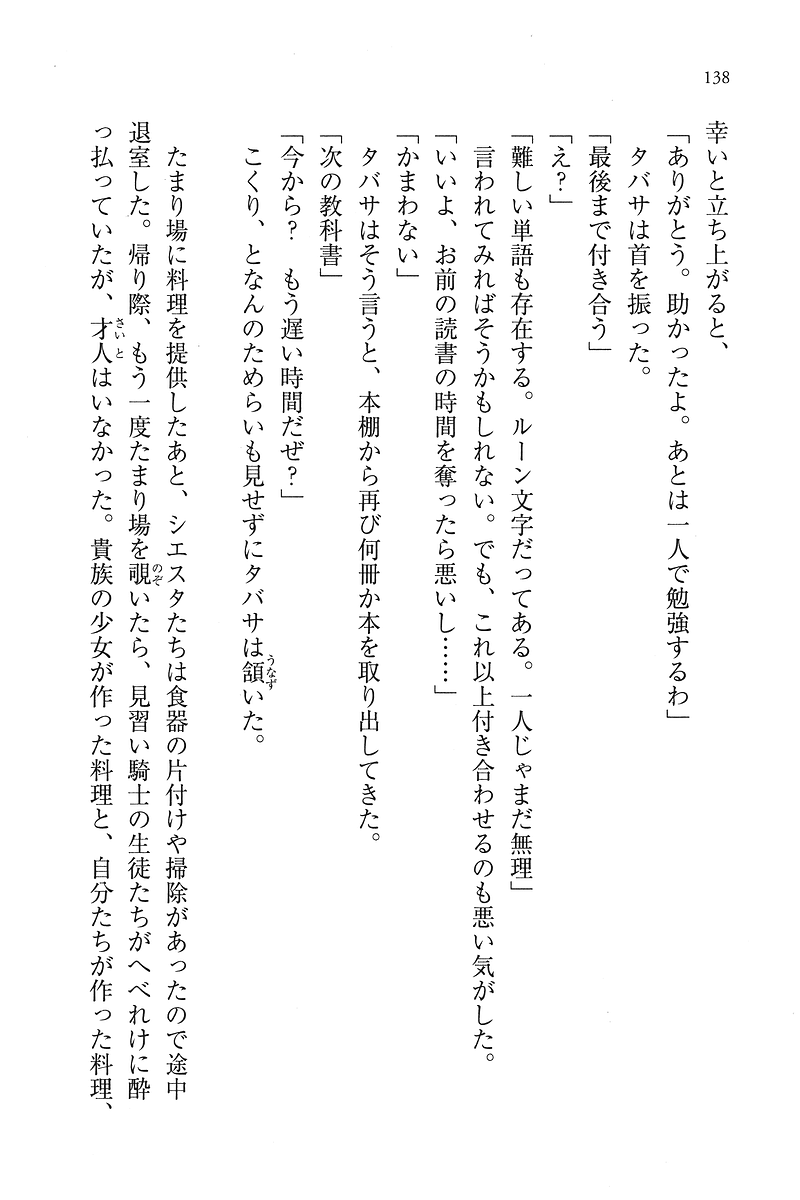 138
幸いと立ち上がると、
「ありがとう。助かったよ。あとは一人で勉強するわ」
タバサは首を振った。
「最後まで付き合う」
「え？」
「難しい単語も存在する。ルーン文字だってある。一人じゃまだ無理」
言われてみればそうかもしれない。でも、これ以上付き合わせるのも悪い気がした。
「いいよ、お前の読書の時間を奪ったら悪いし……」
「かまわない」
タバサはそう言うと、本棚から再び何冊か本を取り出してきた。
「次の教科書」
「今から？　もう遅い時間だぜ？」
こくり、となんのためらいも見せずにタバサは頷うなずいた。
たまり場に料理を提供したあと、シエスタたちは食器の片付けや掃除があったので途中
退室した。帰り際、もう一度たまり場を覗のぞいたら、見習い騎士の生徒たちがへべれけに酔
っ払っていたが、才人さいとはいなかった。貴族の少女が作った料理と、自分たちが作った料理、